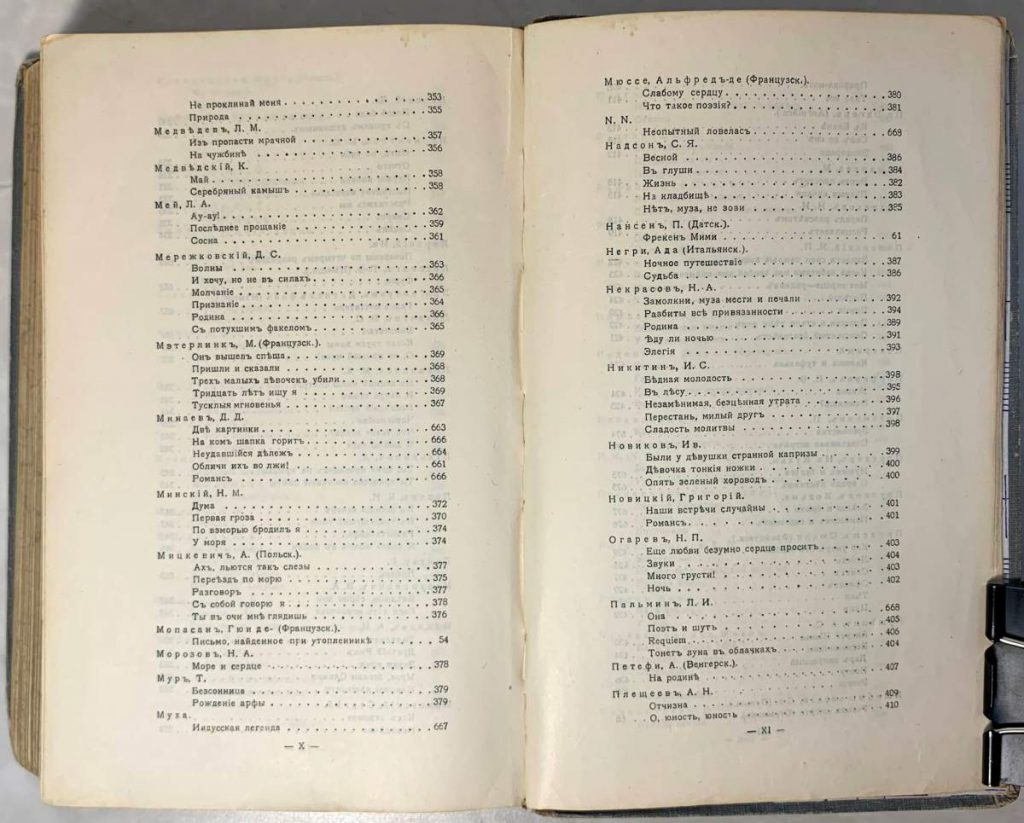 Не проклинай меня . . . . . . . . . . . . . . 353
Природа . . . . . . . . . . . . . . . . . . 355
Медвѣдевъ, Л. М.
Изъ пропасти мрачной . . . . . . . . . . . . 357
На чужбинѣ . . . . . . . . . . . . . . . . . 356
Медвѣдскій, К.
Май . . . . . . . . . . . . . . . . . . . . 358
Серебряный камышъ . . . . . . . . . . . . . 358
Мей, Л. А.
Ау-ау! . . . . . . . . . . . . . . . . . . . 362
Послѣднее прощаніе . . . . . . . . . . . . . 359
Сосна . . . . . . . . . . . . . . . . . . . 361
Мережковскій, Д. С.
Волны . . . . . . . . . . . . . . . . . . . 363
И хочу, но не въ силахъ . . . . . . . . . . . 366
Молчаніе . . . . . . . . . . . . . . . . . . 365
Признаніе . . . . . . . . . . . . . . . . . 364
Родина . . . . . . . . . . . . . . . . . . . 366
Съ потухшимъ факеломъ . . . . . . . . . . . 365
Мэтерлинкъ, М. (Французск.).
Онъ вышелъ спѣша . . . . . . . . . . . . . . 369
Пришли и сказали . . . . . . . . . . . . . . 368
Трехъ малыхъ дѣвочекъ убили . . . . . . . . 368
Тридцать лѣтъ ищу я . . . . . . . . . . . . 369
Тусклыя мгновенья . . . . . . . . . . . . . 367
Минаевъ, Д. Д.
Двѣ картинки . . . . . . . . . . . . . . . . 663
На комъ шапка горитъ . . . . . . . . . . . . 666
Неудавшійся дѣлежъ . . . . . . . . . . . . . 664
Обличи ихъ во лжи! . . . . . . . . . . . . . 661
Романсъ . . . . . . . . . . . . . . . . . . 666
Минскій, Н. М.
Дума . . . . . . . . . . . . . . . . . . . . 372
Первая гроза . . . . . . . . . . . . . . . . 370
По взморью бродилъ я . . . . . . . . . . . . 374
У моря . . . . . . . . . . . . . . . . . . . 374
Мицкевичъ, А. (Польск.).
Ахъ, льются такъ слезы . . . . . . . . . . . 377
Переѣздъ по морю . . . . . . . . . . . . . . 375
Разговоръ . . . . . . . . . . . . . . . . . 377
Съ собой говорю я . . . . . . . . . . . . . 378
Ты въ очи мнѣ глядишь . . . . . . . . . . . 376
Мопасанъ, Гюи де- (Французск.).
Письмо, найденное при утопленникѣ . . . . . 54
Морозовъ, Н. А.
Море и сердце . . . . . . . . . . . . . . . 378
Муръ, Т.
Безсонница . . . . . . . . . . . . . . . . . 379
Рожденіе арфы . . . . . . . . . . . . . . . 379
Муха.
Индусская легенда . . . . . . . . . . . . . 667
— X —
Мюссе, Альфредъ-де (Французск.).
Слабому сердцу . . . . . . . . . . . . . . . 380
Что такое поэзія? . . . . . . . . . . . . . 381
N. N.
Неопытный ловеласъ . . . . . . . . . . . . . 668
Надсонъ, С. Я.
Весной . . . . . . . . . . . . . . . . . . . 386
Въ глуши . . . . . . . . . . . . . . . . . . 384
Жизнь . . . . . . . . . . . . . . . . . . . 382
На кладбищѣ . . . . . . . . . . . . . . . . 383
Нѣтъ, муза, не зови . . . . . . . . . . . . 385
Нансенъ, П. (Датск.).
Фрекенъ Мими . . . . . . . . . . . . . . . . 61
Негри, Ада (Итальянск.).
Ночное путешествіе . . . . . . . . . . . . . 387
Судьба . . . . . . . . . . . . . . . . . . . 386
Некрасовъ, Н. А.
Замолкни, муза мести и печали . . . . . . . 392
Разбиты всѣ привязанности . . . . . . . . . 394
Родина . . . . . . . . . . . . . . . . . . . 389
Ѣду ли ночью . . . . . . . . . . . . . . . . 391
Элегія . . . . . . . . . . . . . . . . . . . 393
Никитинъ, И. С.
Бѣдная молодость . . . . . . . . . . . . . . 398
Въ лѣсу . . . . . . . . . . . . . . . . . . 395
Незамѣнимая, безцѣнная утрата . . . . . . . 396
Перестань, милый другъ . . . . . . . . . . . 397
Сладость молитвы . . . . . . . . . . . . . . 398
Новиковъ, Ив.
Были у дѣвушки странной капризы . . . . . . 399
Дѣвочка тонкія ножки . . . . . . . . . . . . 400
Опять зеленый хороводъ . . . . . . . . . . . 400
Новицкій, Григорій.
Наши встрѣчи случайны . . . . . . . . . . . 401
Романсъ . . . . . . . . . . . . . . . . . . 401
Огаревъ, Н. П.
Еще любви безумно сердце проситъ . . . . . . 403
Звуки . . . . . . . . . . . . . . . . . . . 404
Много грусти! . . . . . . . . . . . . . . . 403
Ночь . . . . . . . . . . . . . . . . . . . . 402
Пальминъ, Л. И.
Она . . . . . . . . . . . . . . . . . . . . 668
Поэтъ и шутъ . . . . . . . . . . . . . . . . 405
Requiem . . . . . . . . . . . . . . . . . . 406
Тонетъ луна въ облачкахъ . . . . . . . . . . 404
Петефи, А. (Венгерск.).
На родинѣ . . . . . . . . . . . . . . . . . 407
Плещеевъ, А. Н.
Отчизна . . . . . . . . . . . . . . . . . . 409
О, юность, юность . . . . . . . . . . . . . 410
— XI —